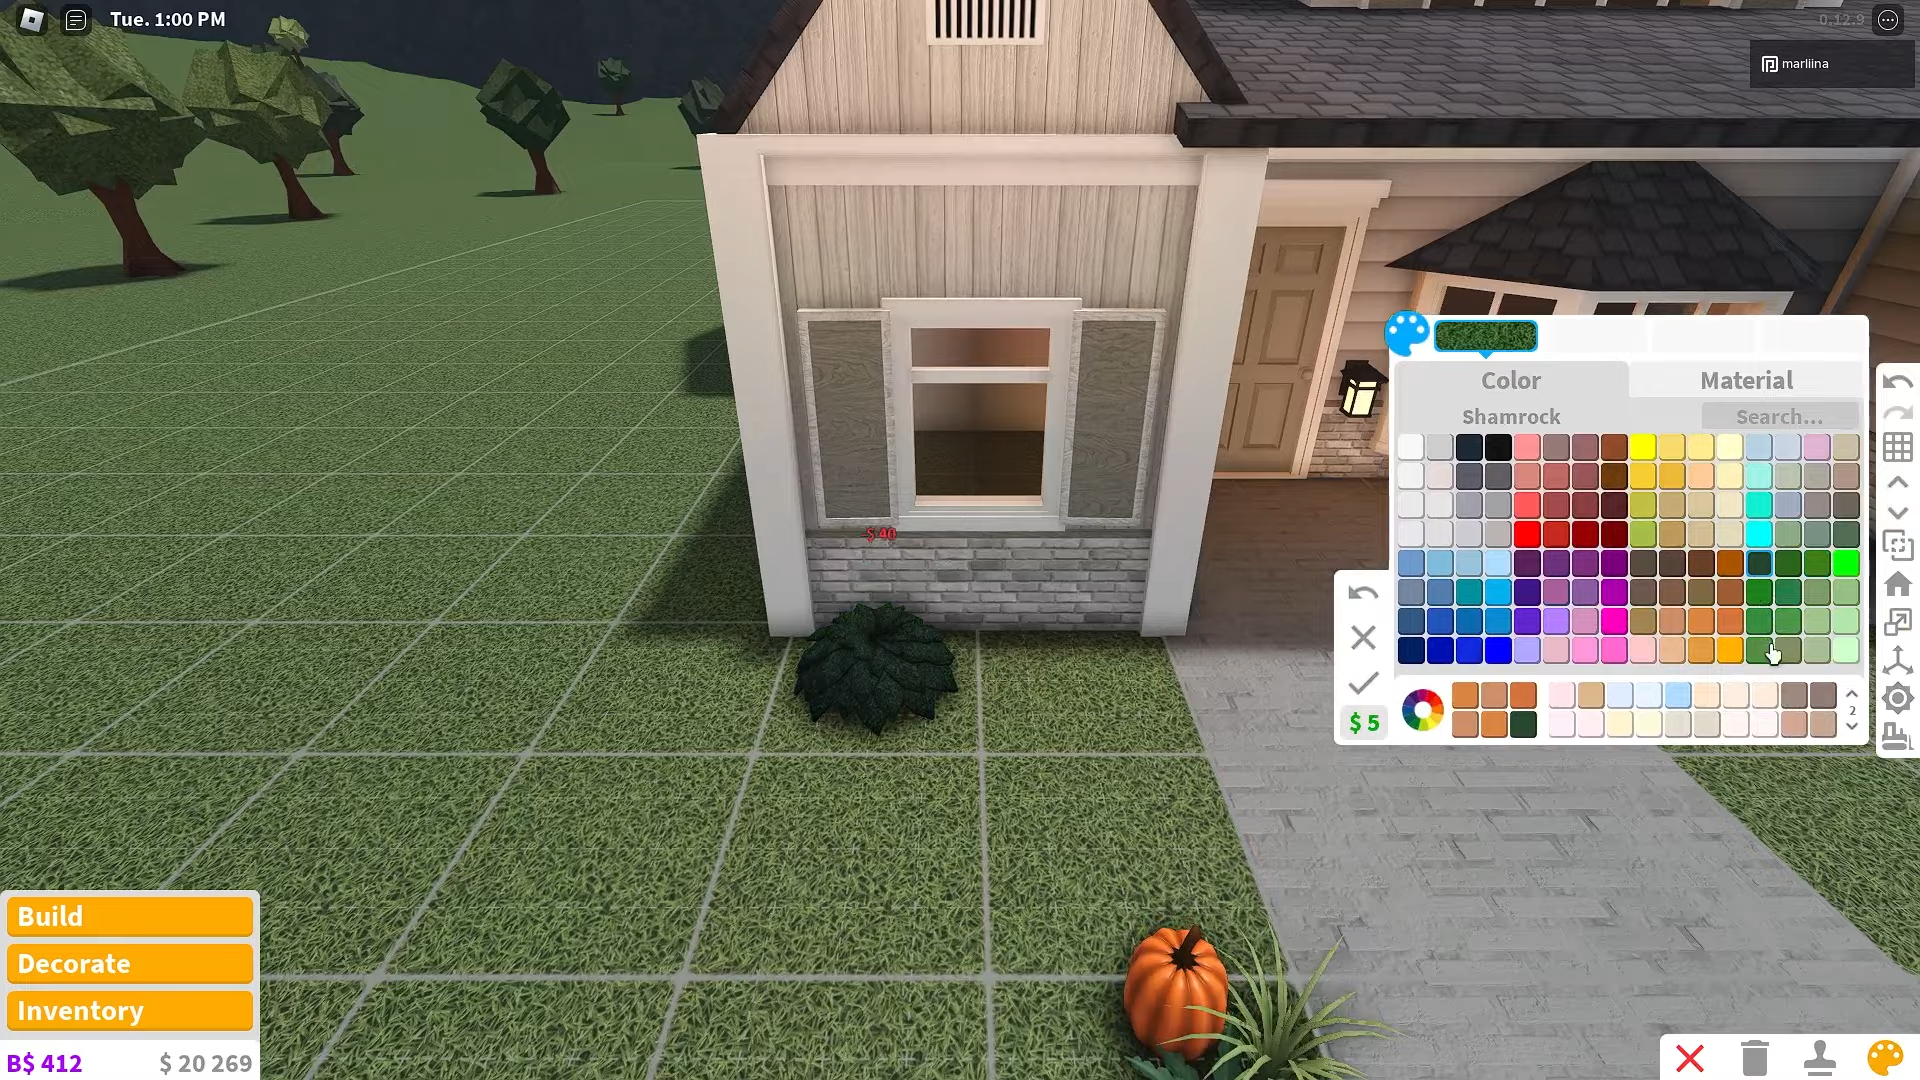 Tue. 1:00 PM
0.12.9
marliina
-$40
Color
Material
Shamrock
Search...
$ 5
2
Build
Decorate
Inventory
B$ 412
$ 20 269